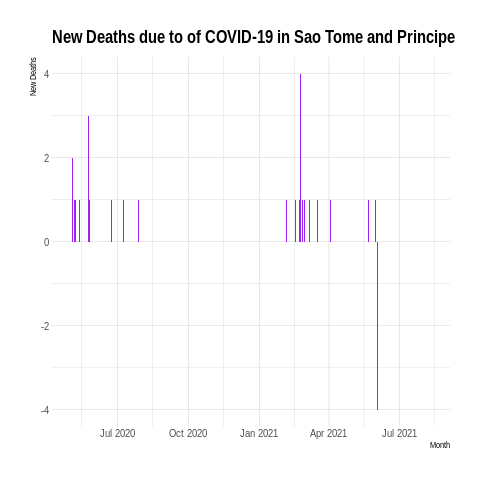 New Deaths due to of COVID-19 in Sao Tome and Principe
New Deaths
4
2
0
-2
-4
Jul 2020 Oct 2020 Jan 2021 Apr 2021 Jul 2021
Month